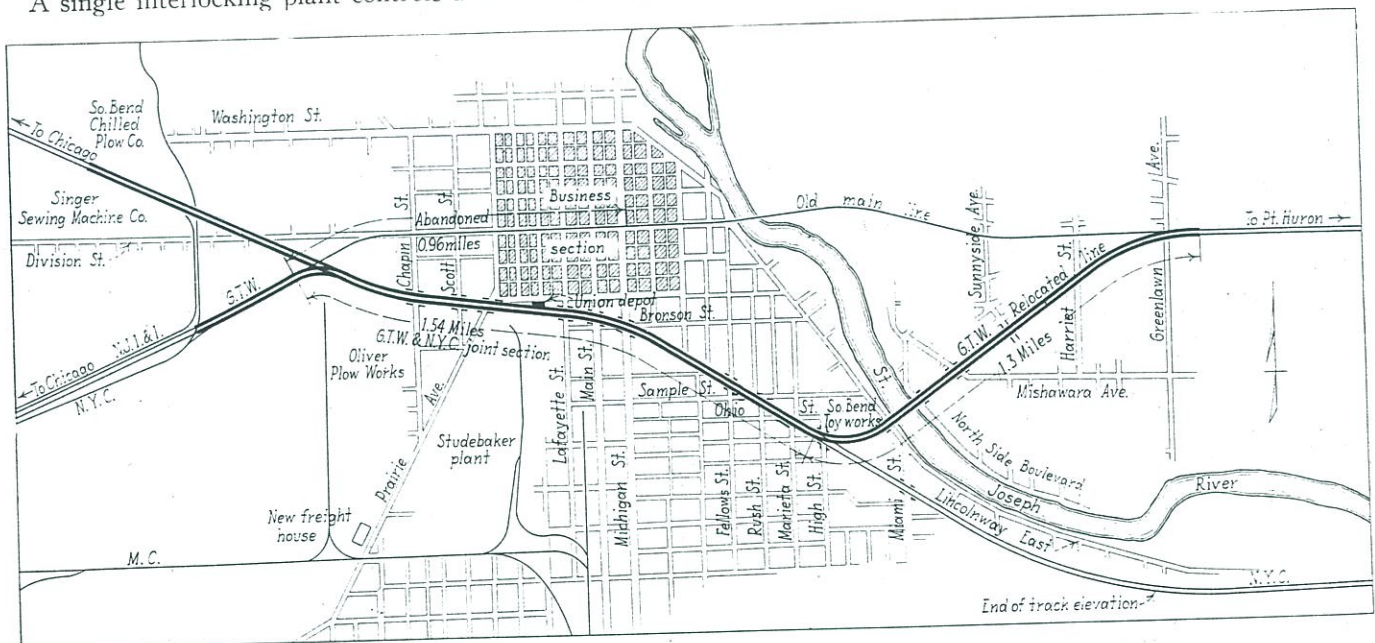 A single interlocking plant controls
To Chicago
So. Bend
Chilled
Plow Co.
Washington St.
Singer
Sewing Machine Co.
Division St.
Chapin St.
Scott St.
Abandoned
0.96 miles
Business
section
Old main line
Sunnyside Ave.
Harriet St.
Greenlawn Ave.
To Pt. Huron
G.T.W.
Union depot
Bronson St.
1.54 Miles
G.T.W. & N.Y.C. joint section
G.T.W. Relocated line
1.3 Miles
To Chicago
N.J.I.&I.
N.Y.C.
Oliver
Plow Works
Prairie Ave.
Lafayette St.
Main St.
Sample St.
Ohio St.
So. Bend
Toy works
St.
Mishawara Ave.
Studebaker
plant
Michigan St.
Fellows St.
Rush St.
Marieta St.
High St.
Miami St.
North Side Boulevard
Joseph
River
Lincolnway East
New freight
house
M.C.
N.Y.C.
End of track elevation